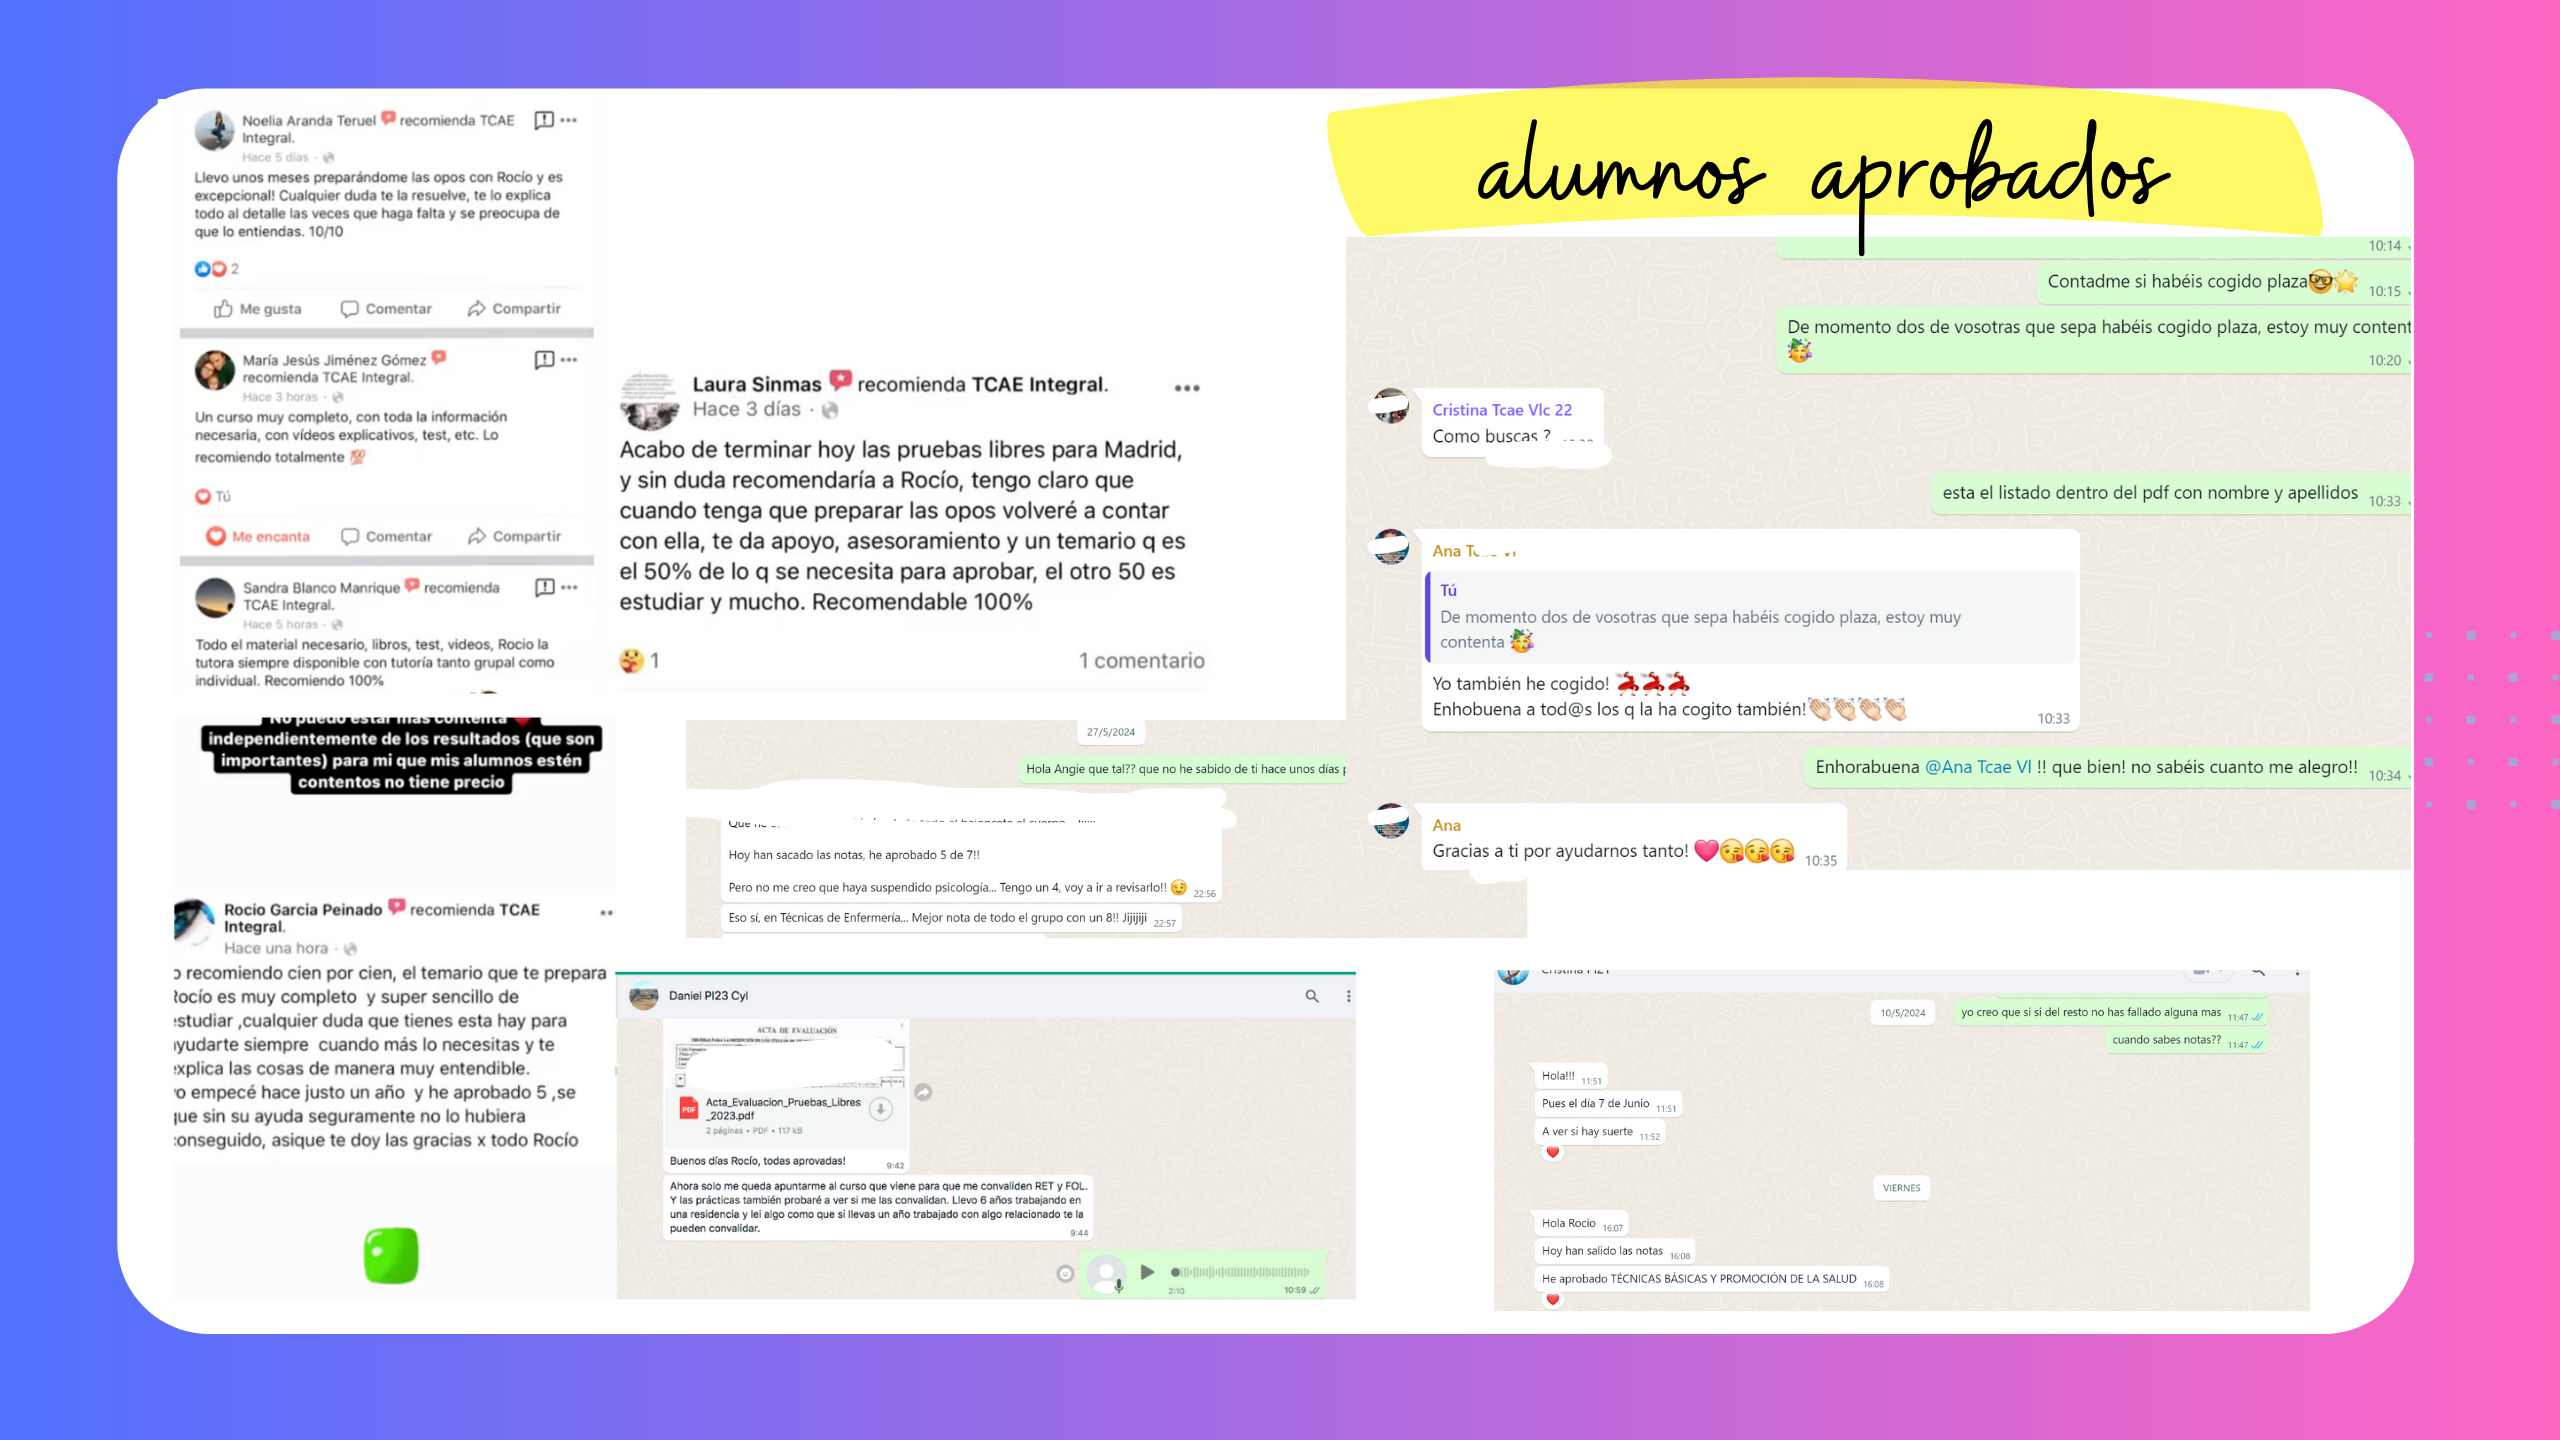 alumnos aprobados
Noelia Aranda Teruel recomienda TCAE
Integral.
Hace 5 días ·
Llevo unos meses preparándome las opos con Rocío y es
excepcional! Cualquier duda te la resuelve, te lo explica
todo al detalle las veces que haga falta y se preocupa de
que lo entiendas. 10/10
2
Me gusta Comentar Compartir
María Jesús Jiménez Gómez
recomienda TCAE Integral.
Hace 3 horas ·
Un curso muy completo, con toda la información
necesaria, con vídeos explicativos, test, etc. Lo
recomiendo totalmente 💯
Tú
Me encanta Comentar Compartir
Sandra Blanco Manrique recomienda
TCAE Integral.
Hace 5 horas ·
Todo el material necesario, libros, test, videos, Rocio la
tutora siempre disponible con tutoría tanto grupal como
individual. Recomiendo 100%
Laura Sinmas recomienda TCAE Integral.
Hace 3 días ·
Acabo de terminar hoy las pruebas libres para Madrid,
y sin duda recomendaría a Rocío, tengo claro que
cuando tenga que preparar las opos volveré a contar
con ella, te da apoyo, asesoramiento y un temario q es
el 50% de lo q se necesita para aprobar, el otro 50 es
estudiar y mucho. Recomendable 100%
1
1 comentario
10:14
Contadme si habéis cogido plaza🤓🌟 10:15
De momento dos de vosotras que sepa habéis cogido plaza, estoy muy content
🥳 10:20
Cristina Tcae Vlc 22
Como buscas ?
esta el listado dentro del pdf con nombre y apellidos 10:33
Ana
Tú
De momento dos de vosotras que sepa habéis cogido plaza, estoy muy
contenta 🥳
Yo también he cogido! 💃💃💃
Enhobuena a tod@s los q la ha cogito también!👏🏻👏🏻👏🏻👏🏻
10:33
Enhorabuena @Ana Tcae Vl !! que bien! no sabéis cuanto me alegro!! 10:34
Ana
Gracias a ti por ayudarnos tanto! ❤️😘😘😘 10:35
No puedo estar más contenta ❤️
independientemente de los resultados (que son
importantes) para mi que mis alumnos estén
contentos no tiene precio
27/5/2024
Hola Angie que tal?? que no he sabido de ti hace unos días
Hoy han sacado las notas, he aprobado 5 de 7!!
Pero no me creo que haya suspendido psicología... Tengo un 4, voy a ir a revisarlo!! 😉 22:56
Eso sí, en Técnicas de Enfermería... Mejor nota de todo el grupo con un 8!! Jijijiji 22:57
Rocio Garcia Peinado recomienda TCAE
Integral.
Hace una hora ·
o recomiendo cien por cien, el temario que te prepara
Rocío es muy completo y super sencillo de
estudiar ,cualquier duda que tienes esta hay para
ayudarte siempre cuando más lo necesitas y te
explica las cosas de manera muy entendible.
yo empecé hace justo un año y he aprobado 5 ,se
que sin su ayuda seguramente no lo hubiera
conseguido, asique te doy las gracias x todo Rocío
Daniel PI23 Cyl
ACTA DE EVALUACIÓN
PDF
Acta_Evaluacion_Pruebas_Libres
_2023.pdf
2 páginas • PDF • 117 kB
Buenos días Rocío, todas aprovadas! 9:42
Ahora solo me queda apuntarme al curso que viene para que me convaliden RET y FOL.
Y las prácticas también probaré a ver si me las convalidan. Llevo 6 años trabajando en
una residencia y lei algo como que si llevas un año trabajado con algo relacionado te la
pueden convalidar.
9:44
2:10 10:59
Cristina PI21
10/5/2024
yo creo que si si del resto no has fallado alguna mas 11:47
cuando sabes notas?? 11:47
Hola!!! 11:51
Pues el día 7 de Junio 11:51
A ver si hay suerte 11:52
❤️
VIERNES
Hola Rocio 16:07
Hoy han salido las notas 16:08
He aprobado TÉCNICAS BÁSICAS Y PROMOCIÓN DE LA SALUD 16:08
❤️